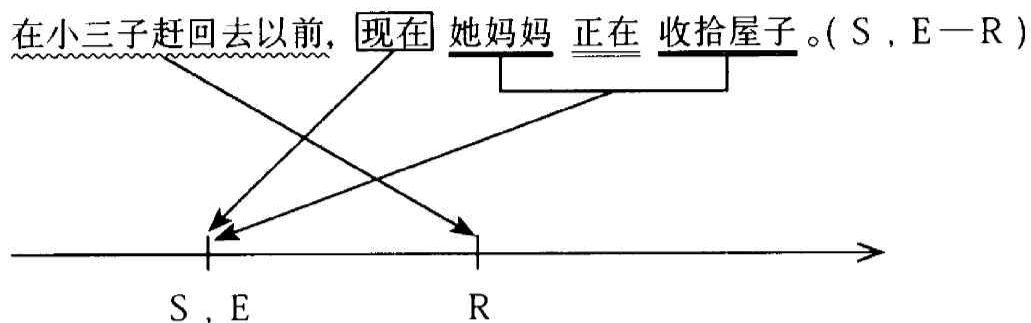 在小三子赶回去以前, 现在 她妈妈 正在 收拾屋子。(S , E—R)
S , E R